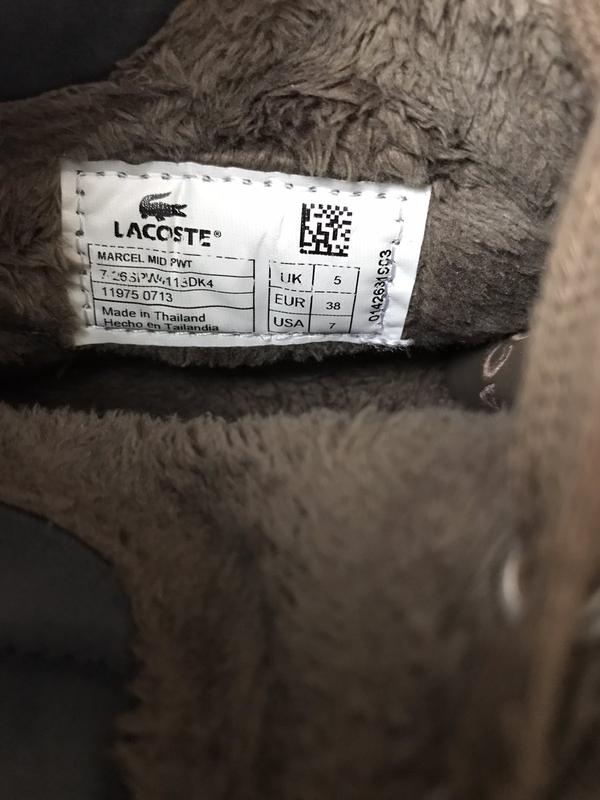 LACOSTE®
MARCEL MID PWT
11975 0713
Made in Thailand
Hecho en Tailandia
UK 5
EUR 38
USA 7